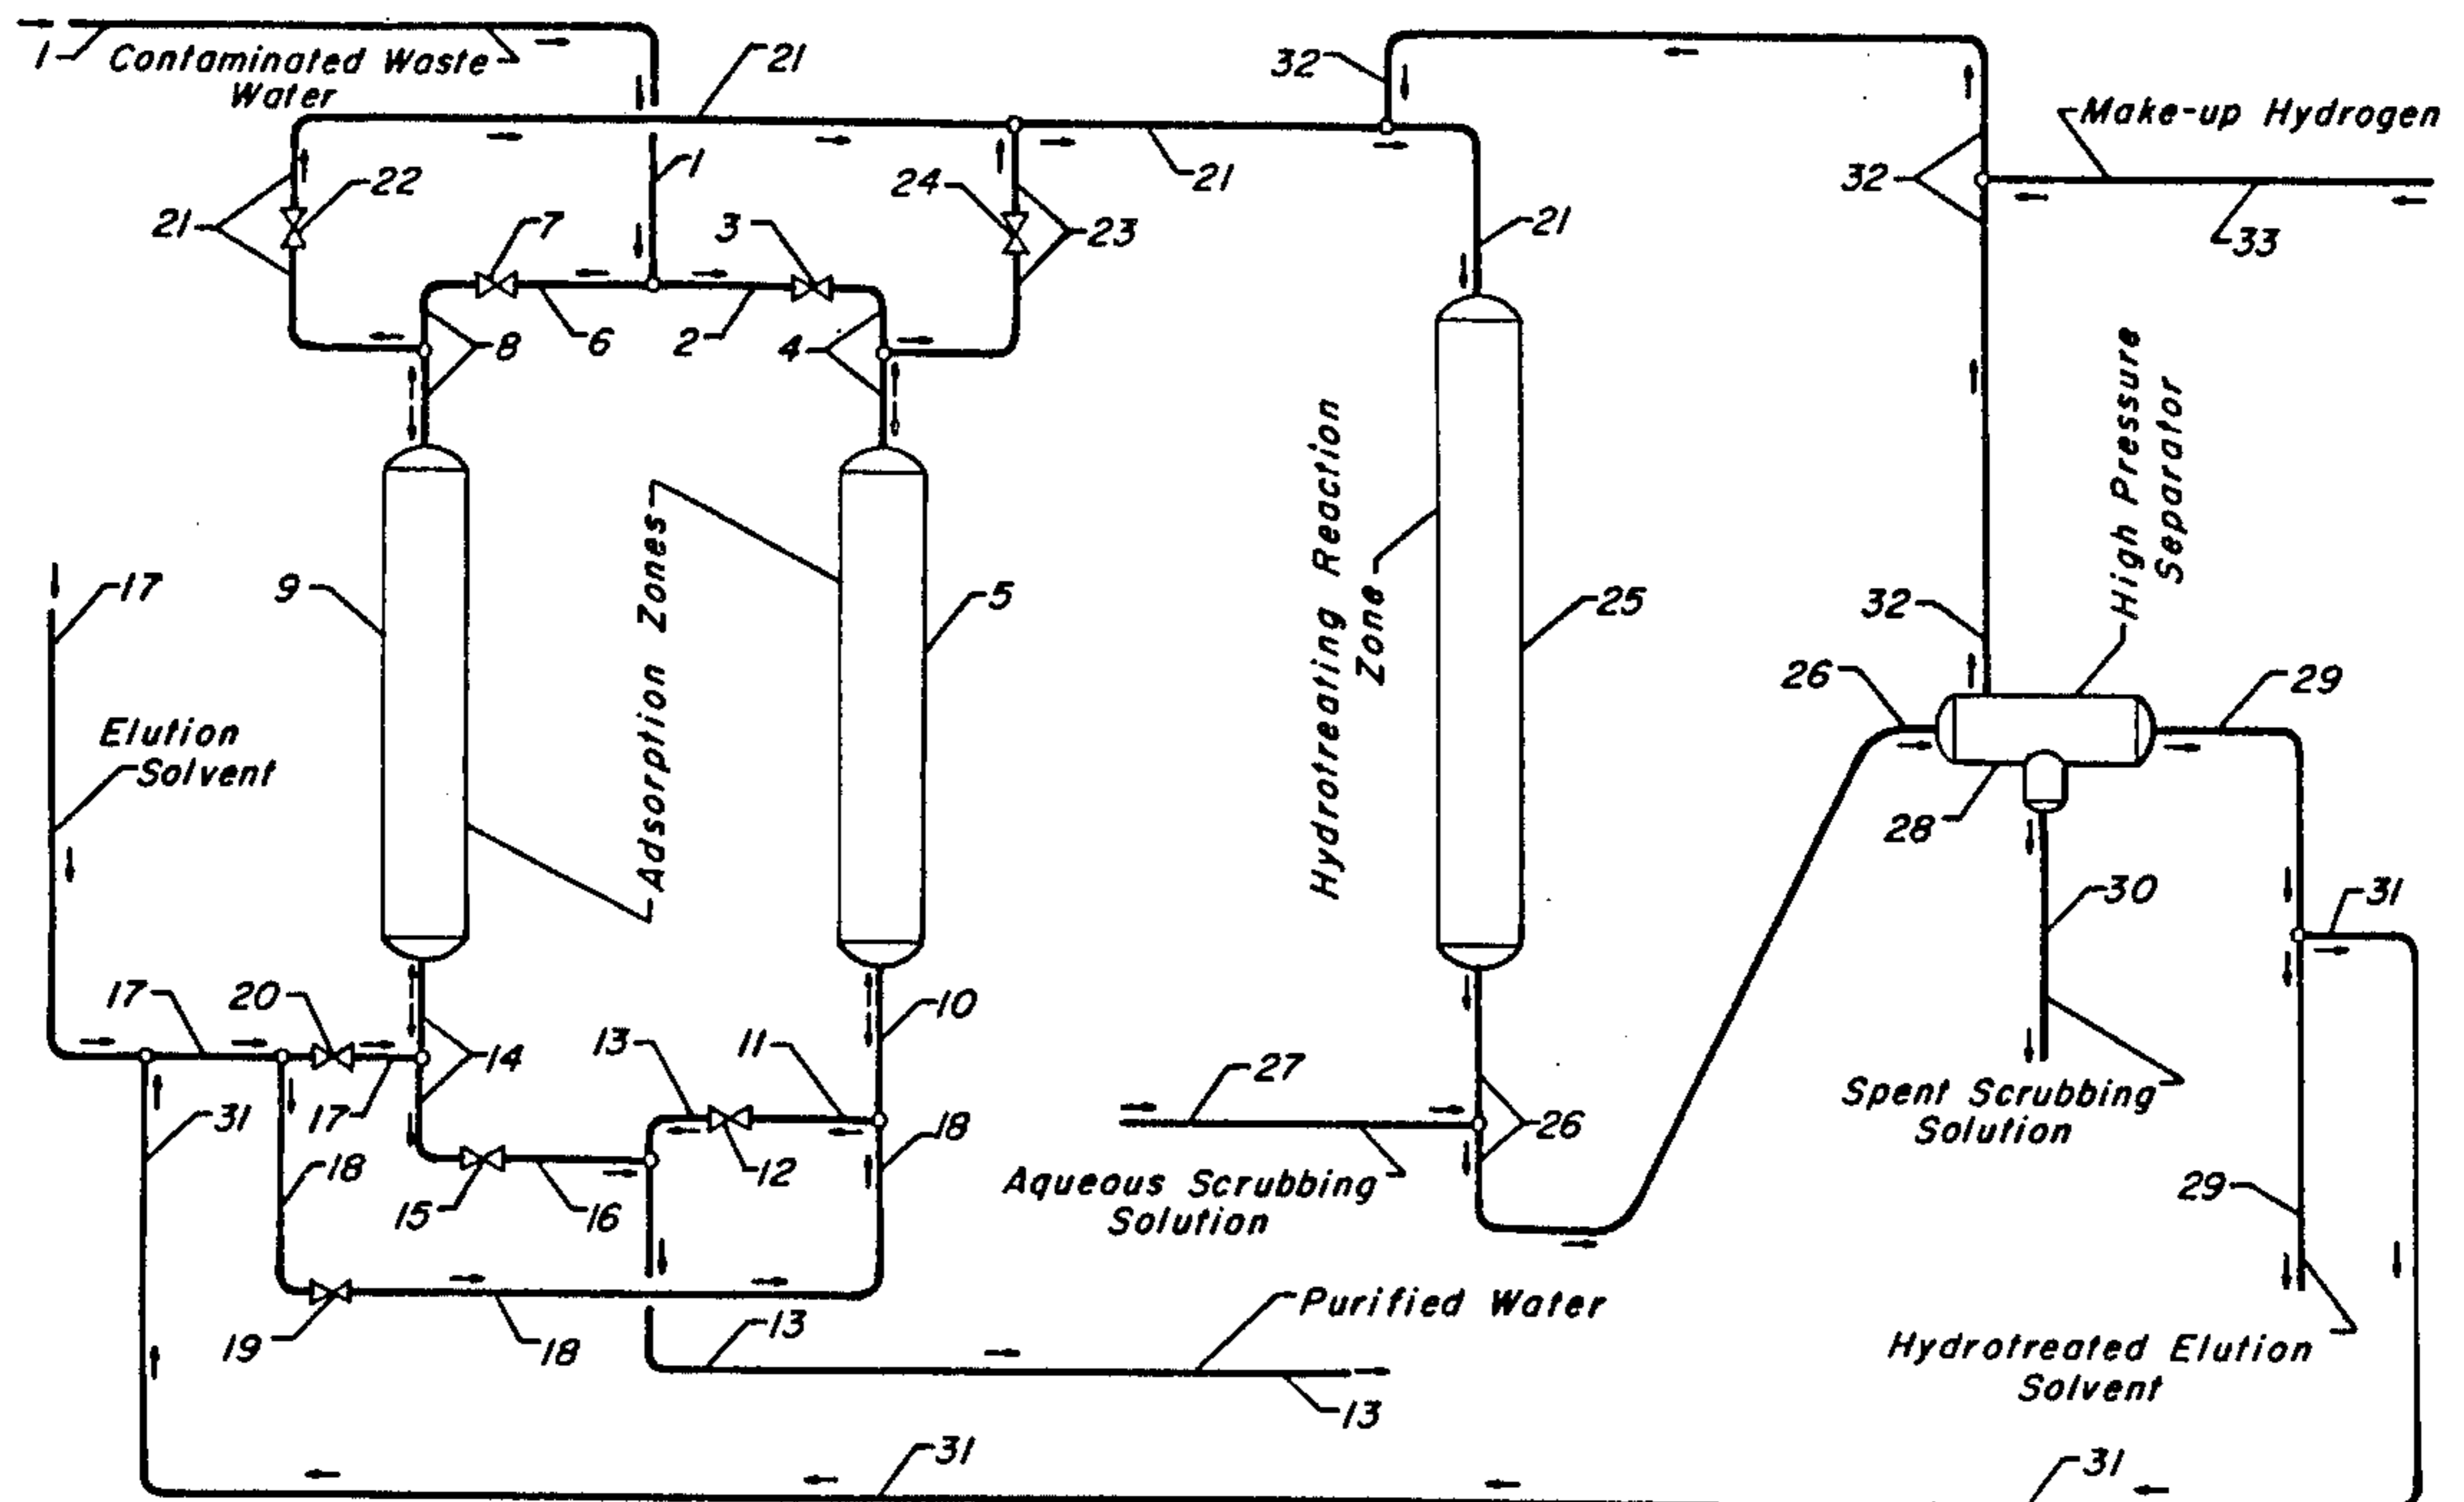 1
Contaminated Waste
Water
21
32
Make-up Hydrogen
1
22
24
21
32
21
7
3
23
21
33
8
6
2
4
High Pressure
Separator
Hydrotreating Reaction
Zone
Adsorption Zones
17
9
5
25
32
26
29
Elution
Solvent
28
30
31
17
20
10
14
13
11
27
17
31
18
18
26
12
15
16
Aqueous Scrubbing
Solution
Spent Scrubbing
Solution
29
19
18
13
Purified Water
13
Hydrotreated Elution
Solvent
31
31